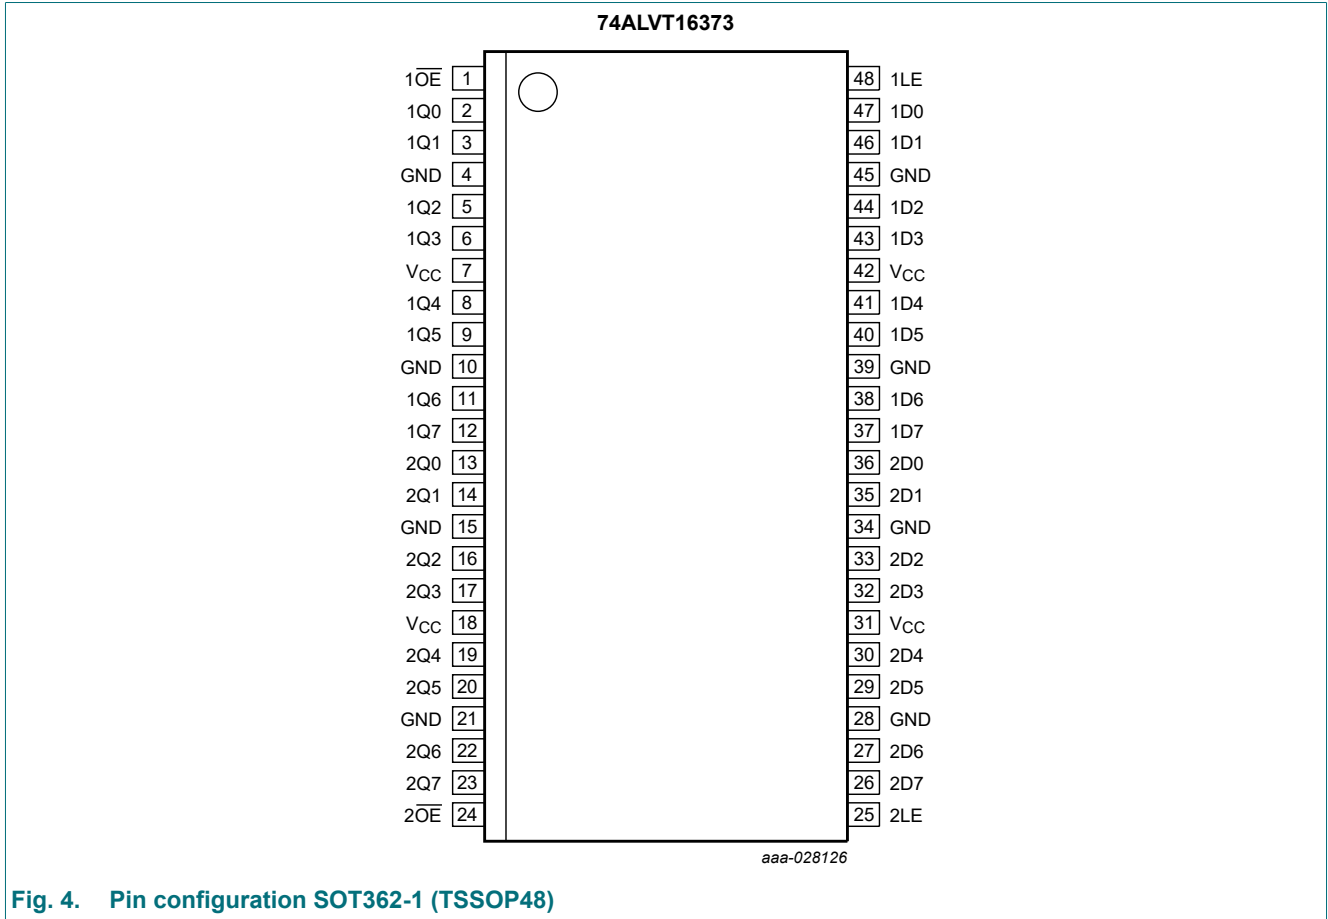 74ALVT16373
1O̅E̅ 1 48 1LE
1Q0 2 47 1D0
1Q1 3 46 1D1
GND 4 45 GND
1Q2 5 44 1D2
1Q3 6 43 1D3
VCC 7 42 VCC
1Q4 8 41 1D4
1Q5 9 40 1D5
GND 10 39 GND
1Q6 11 38 1D6
1Q7 12 37 1D7
2Q0 13 36 2D0
2Q1 14 35 2D1
GND 15 34 GND
2Q2 16 33 2D2
2Q3 17 32 2D3
VCC 18 31 VCC
2Q4 19 30 2D4
2Q5 20 29 2D5
GND 21 28 GND
2Q6 22 27 2D6
2Q7 23 26 2D7
2O̅E̅ 24 25 2LE
aaa-028126
Fig. 4. Pin configuration SOT362-1 (TSSOP48)